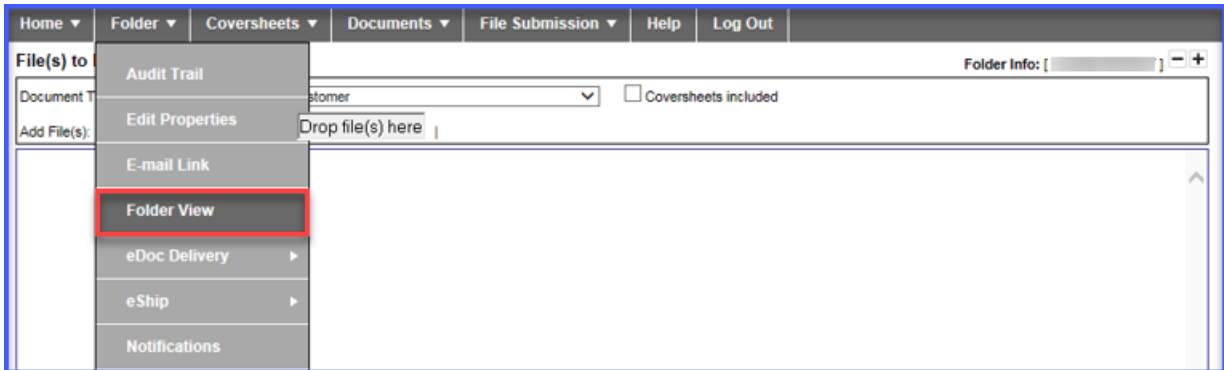 Home ▼ Folder ▼ Coversheets ▼ Documents ▼ File Submission ▼ Help Log Out
File(s) to
Folder Info: [ ] − +
Audit Trail
Document T
Coversheets included
Edit Properties
Add File(s):
Drop file(s) here |
E-mail Link
Folder View
eDoc Delivery ▶
eShip ▶
Notifications